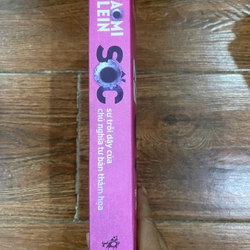 AOMI
LEIN
SỐC
sự trỗi dậy của
chủ nghĩa tư bản thảm họa